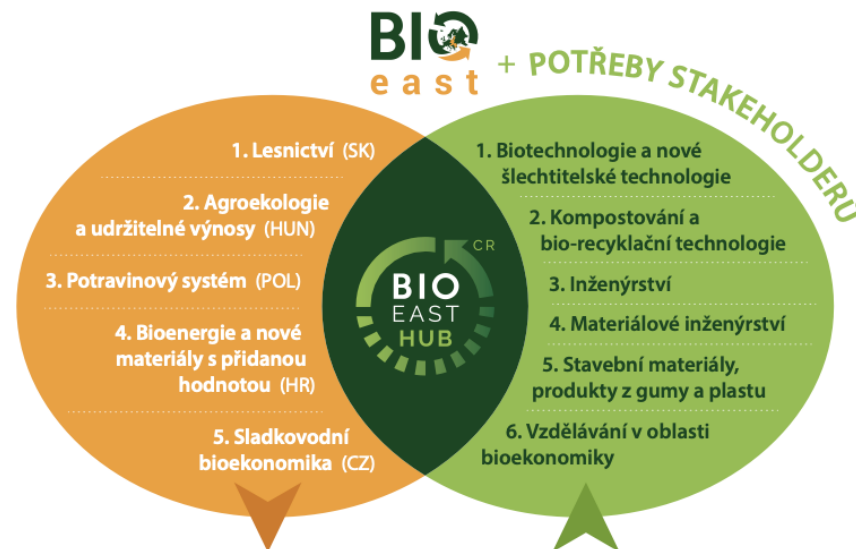 BIO
east
+ POTŘEBY STAKEHOLDERŮ
1. Lesnictví (SK)
2. Agroekologie
a udržitelné výnosy (HUN)
3. Potravinový systém (POL)
4. Bioenergie a nové
materiály s přidanou
hodnotou (HR)
5. Sladkovodní
bioekonomika (CZ)
CR
BIO
EAST
HUB
1. Biotechnologie a nové
šlechtitelské technologie
2. Kompostování a
bio-recyklační technologie
3. Inženýrství
4. Materiálové inženýrství
5. Stavební materiály,
produkty z gumy a plastu
6. Vzdělávání v oblasti
bioekonomiky